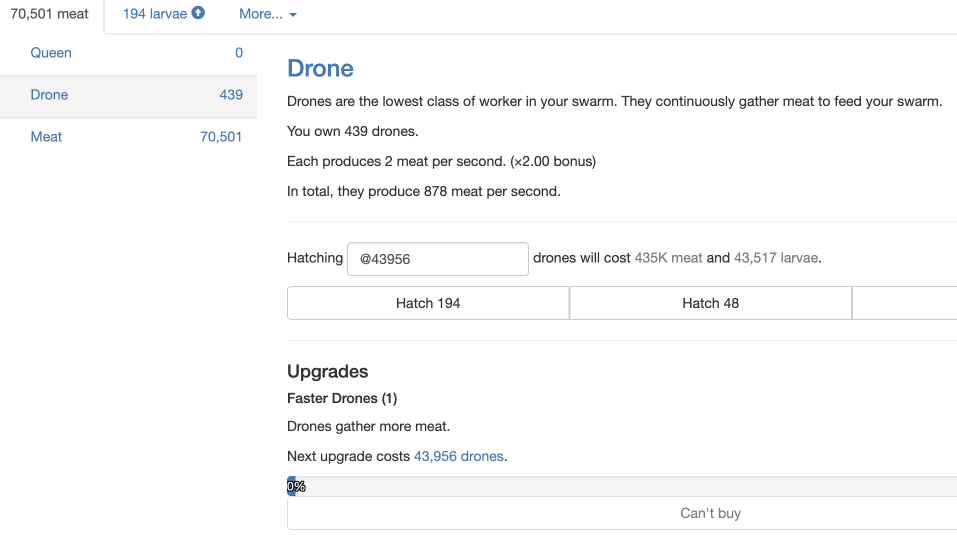 70,501 meat 194 larvae More...
Queen 0
Drone 439
Meat 70,501
Drone
Drones are the lowest class of worker in your swarm. They continuously gather meat to feed your swarm.
You own 439 drones.
Each produces 2 meat per second. (×2.00 bonus)
In total, they produce 878 meat per second.
Hatching @43956 drones will cost 435K meat and 43,517 larvae.
Hatch 194 Hatch 48
Upgrades
Faster Drones (1)
Drones gather more meat.
Next upgrade costs 43,956 drones.
0%
Can't buy